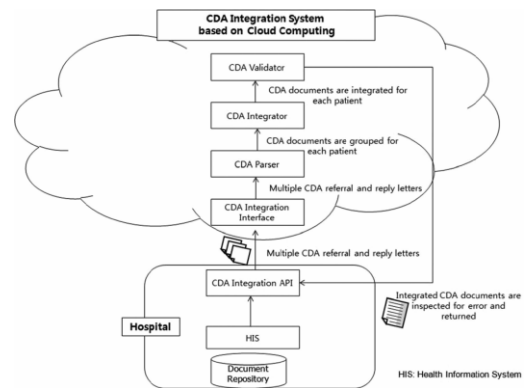 CDA Integration System
based on Cloud Computing
CDA Validator
CDA documents are integrated for
each patient
CDA Integrator
CDA documents are grouped for
each patient
CDA Parser
Multiple CDA referral and reply letters
CDA Integration
Interface
Multiple CDA referral and reply letters
CDA Integration API
Integrated CDA documents are
inspected for error and
returned
Hospital
HIS
Document
Repository
HIS: Health Information System